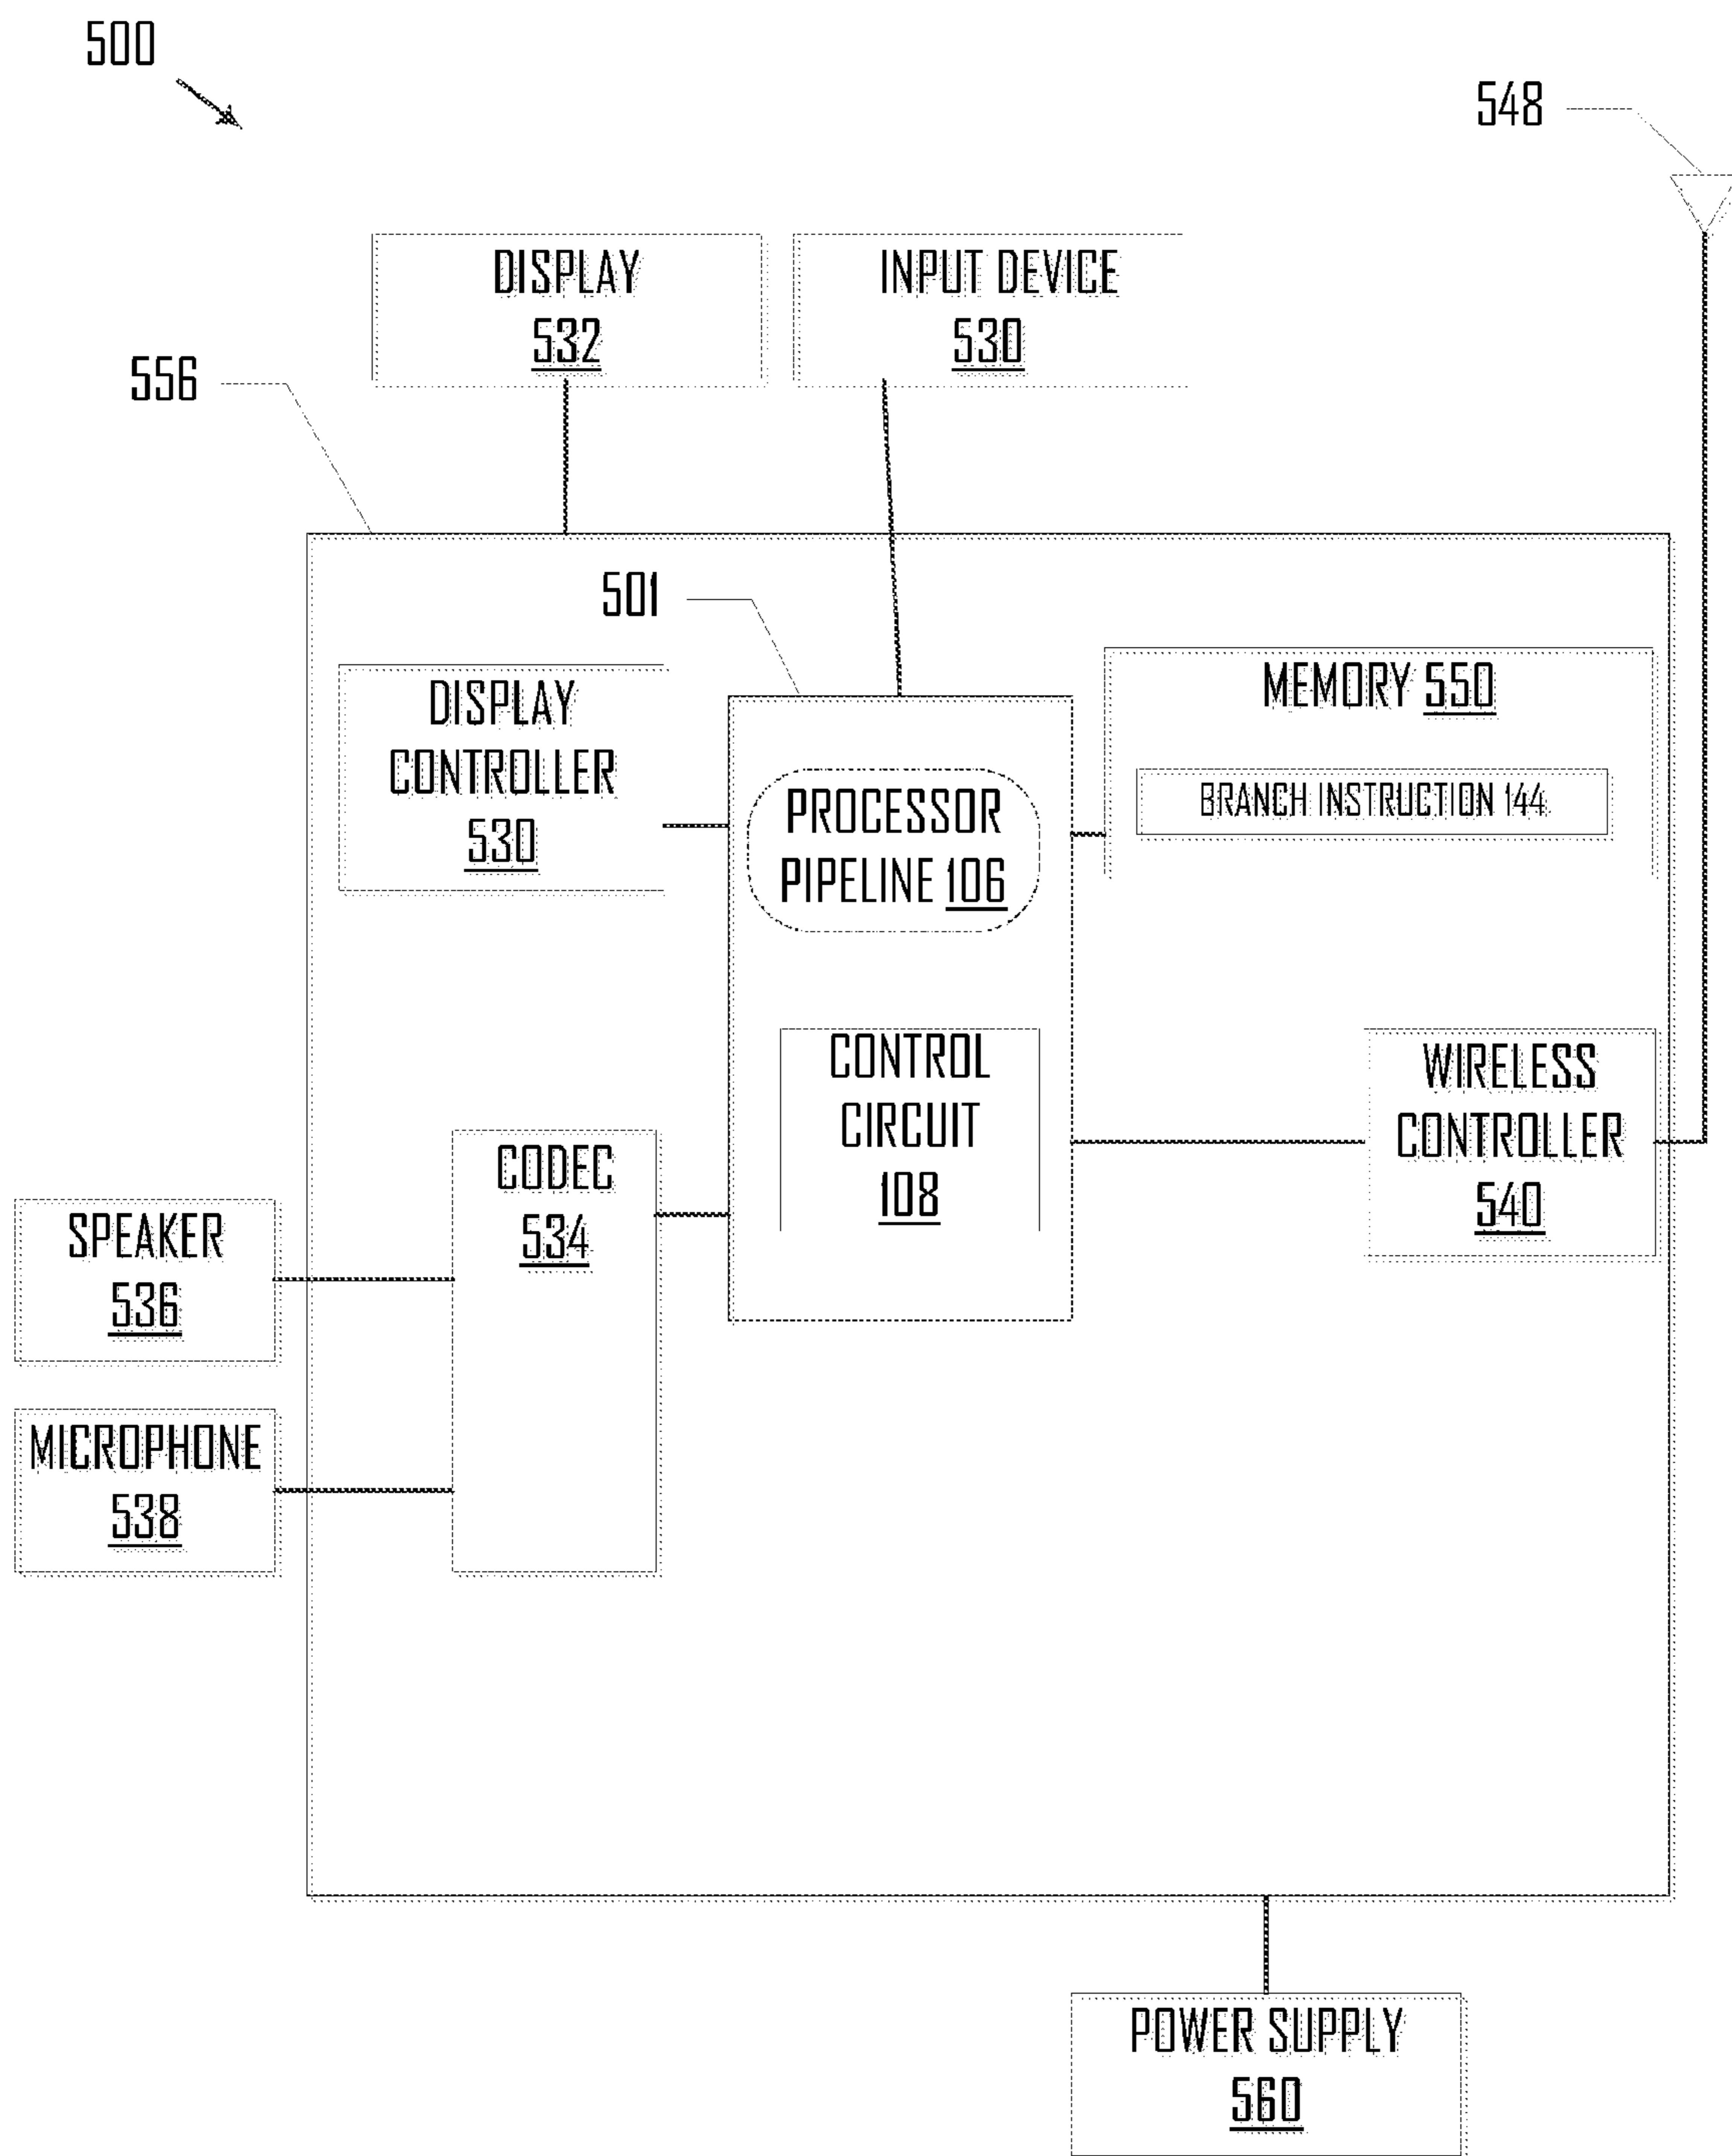 500
548
DISPLAY
532
INPUT DEVICE
530
556
501
DISPLAY
CONTROLLER
530
PROCESSOR
PIPELINE 106
MEMORY 550
BRANCH INSTRUCTION 144
CONTROL
CIRCUIT
108
WIRELESS
CONTROLLER
540
CODEC
534
SPEAKER
536
MICROPHONE
538
POWER SUPPLY
560